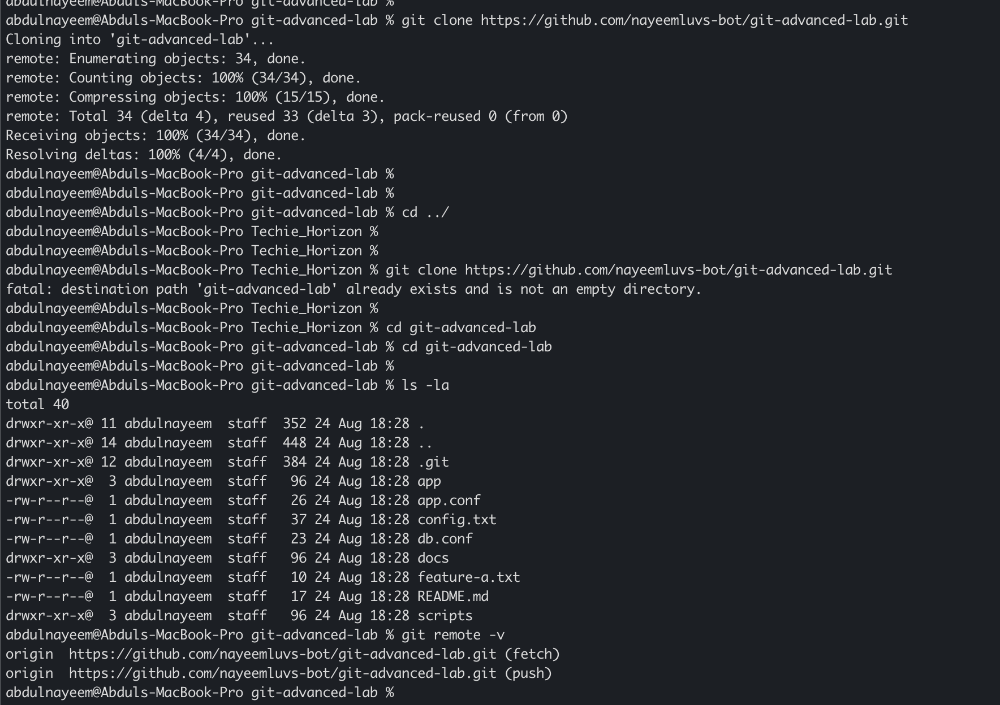 abdulnayeem@Abduls-MacBook-Pro git-advanced-lab %
abdulnayeem@Abduls-MacBook-Pro git-advanced-lab % git clone https://github.com/nayeemluvs-bot/git-advanced-lab.git
Cloning into 'git-advanced-lab'...
remote: Enumerating objects: 34, done.
remote: Counting objects: 100% (34/34), done.
remote: Compressing objects: 100% (15/15), done.
remote: Total 34 (delta 4), reused 33 (delta 3), pack-reused 0 (from 0)
Receiving objects: 100% (34/34), done.
Resolving deltas: 100% (4/4), done.
abdulnayeem@Abduls-MacBook-Pro git-advanced-lab %
abdulnayeem@Abduls-MacBook-Pro git-advanced-lab %
abdulnayeem@Abduls-MacBook-Pro git-advanced-lab % cd ../
abdulnayeem@Abduls-MacBook-Pro Techie_Horizon %
abdulnayeem@Abduls-MacBook-Pro Techie_Horizon %
abdulnayeem@Abduls-MacBook-Pro Techie_Horizon % git clone https://github.com/nayeemluvs-bot/git-advanced-lab.git
fatal: destination path 'git-advanced-lab' already exists and is not an empty directory.
abdulnayeem@Abduls-MacBook-Pro Techie_Horizon %
abdulnayeem@Abduls-MacBook-Pro Techie_Horizon % cd git-advanced-lab
abdulnayeem@Abduls-MacBook-Pro git-advanced-lab % cd git-advanced-lab
abdulnayeem@Abduls-MacBook-Pro git-advanced-lab %
abdulnayeem@Abduls-MacBook-Pro git-advanced-lab % ls -la
total 40
drwxr-xr-x@ 11 abdulnayeem  staff  352 24 Aug 18:28 .
drwxr-xr-x@ 14 abdulnayeem  staff  448 24 Aug 18:28 ..
drwxr-xr-x@ 12 abdulnayeem  staff  384 24 Aug 18:28 .git
drwxr-xr-x@  3 abdulnayeem  staff   96 24 Aug 18:28 app
-rw-r--r--@  1 abdulnayeem  staff   26 24 Aug 18:28 app.conf
-rw-r--r--@  1 abdulnayeem  staff   37 24 Aug 18:28 config.txt
-rw-r--r--@  1 abdulnayeem  staff   23 24 Aug 18:28 db.conf
drwxr-xr-x@  3 abdulnayeem  staff   96 24 Aug 18:28 docs
-rw-r--r--@  1 abdulnayeem  staff   10 24 Aug 18:28 feature-a.txt
-rw-r--r--@  1 abdulnayeem  staff   17 24 Aug 18:28 README.md
drwxr-xr-x@  3 abdulnayeem  staff   96 24 Aug 18:28 scripts
abdulnayeem@Abduls-MacBook-Pro git-advanced-lab % git remote -v
origin  https://github.com/nayeemluvs-bot/git-advanced-lab.git (fetch)
origin  https://github.com/nayeemluvs-bot/git-advanced-lab.git (push)
abdulnayeem@Abduls-MacBook-Pro git-advanced-lab %